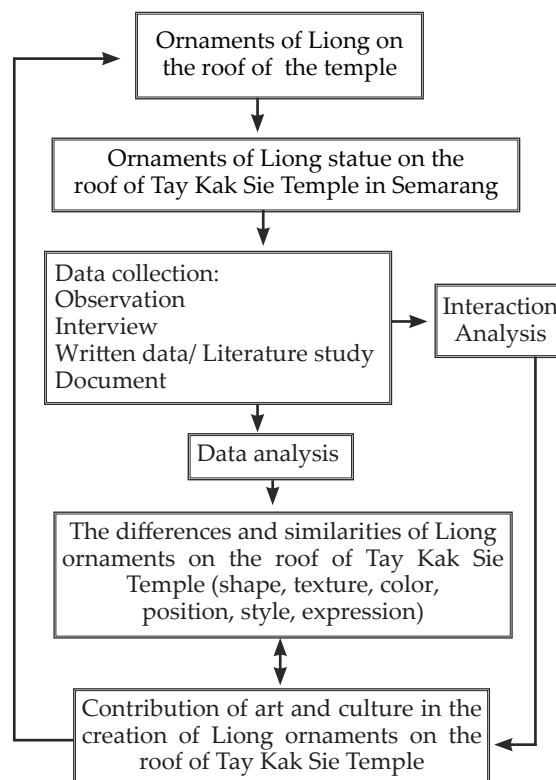 Ornaments of Liong on
the roof of the temple
Ornaments of Liong statue on the
roof of Tay Kak Sie Temple in Semarang
Data collection:
Observation
Interview
Written data/ Literature study
Document
Interaction
Analysis
Data analysis
The differences and similarities of Liong
ornaments on the roof of Tay Kak Sie
Temple (shape, texture, color,
position, style, expression)
Contribution of art and culture in the
creation of Liong ornaments on the
roof of Tay Kak Sie Temple